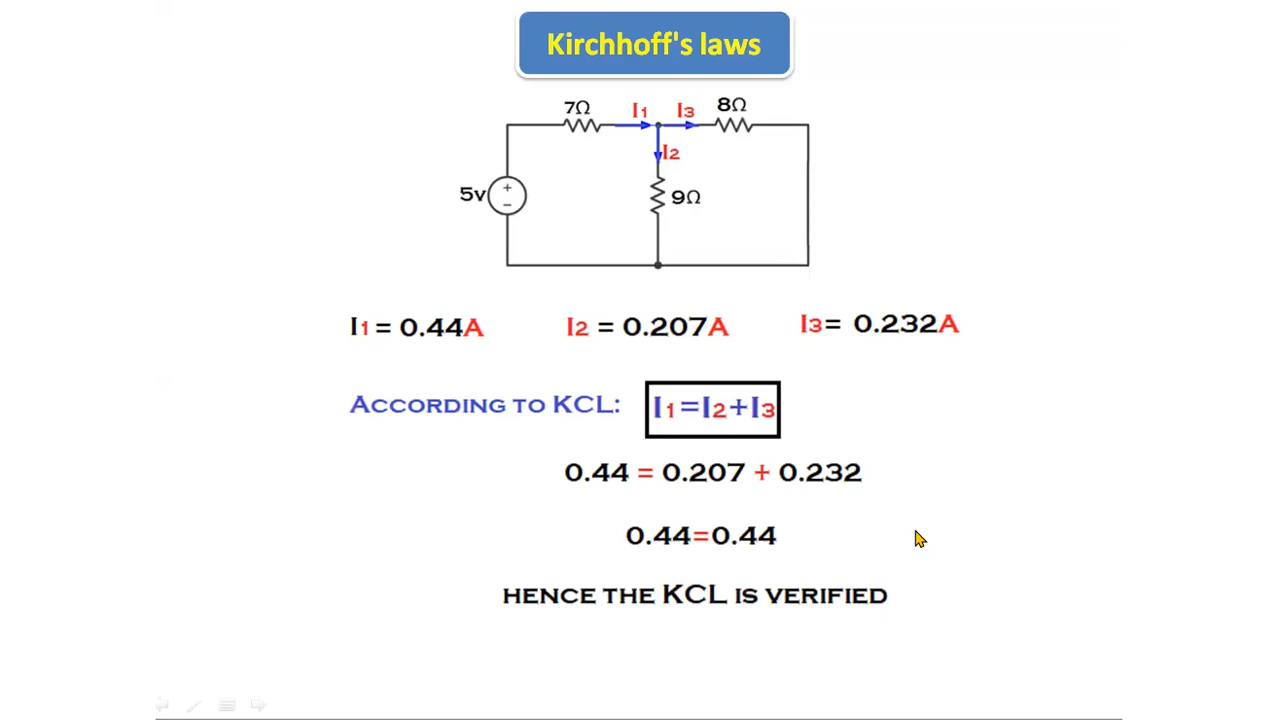 Kirchhoff's laws
7Ω I1 I3 8Ω
I2
5v + − 9Ω
I1 = 0.44A I2 = 0.207A I3= 0.232A
ACCORDING TO KCL: I1=I2+I3
0.44 = 0.207 + 0.232
0.44=0.44
HENCE THE KCL IS VERIFIED